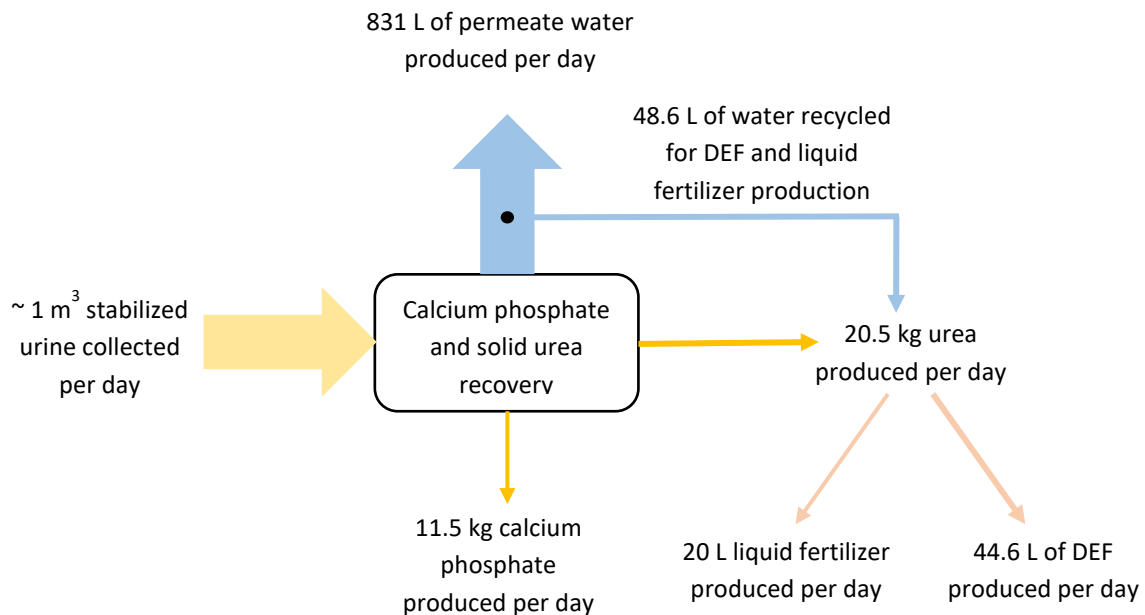 831 L of permeate water
produced per day
48.6 L of water recycled
for DEF and liquid
fertilizer production
~ 1 m³ stabilized
urine collected
per day
Calcium phosphate
and solid urea
recovery
20.5 kg urea
produced per day
11.5 kg calcium
phosphate
produced per day
20 L liquid fertilizer
produced per day
44.6 L of DEF
produced per day